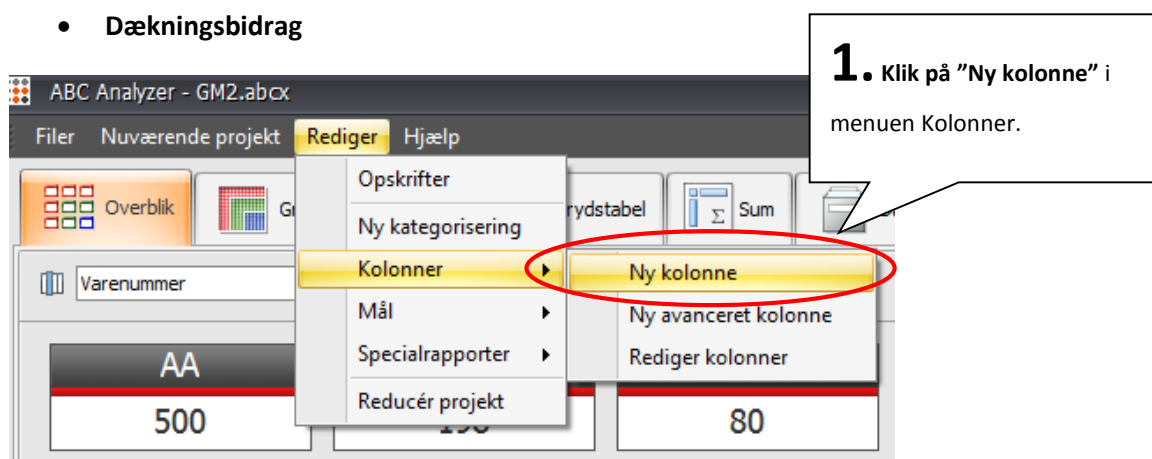 • Dækningsbidrag
1. Klik på ”Ny kolonne” i
menuen Kolonner.
ABC Analyzer - GM2.abcx
Filer Nuværende projekt Rediger Hjælp
Overblik
Σ Sum
Opskrifter
Ny kategorisering
Kolonner
Mål
Specialrapporter
Reducér projekt
Ny kolonne
Ny avanceret kolonne
Rediger kolonner
Varenummer
AA
500 80